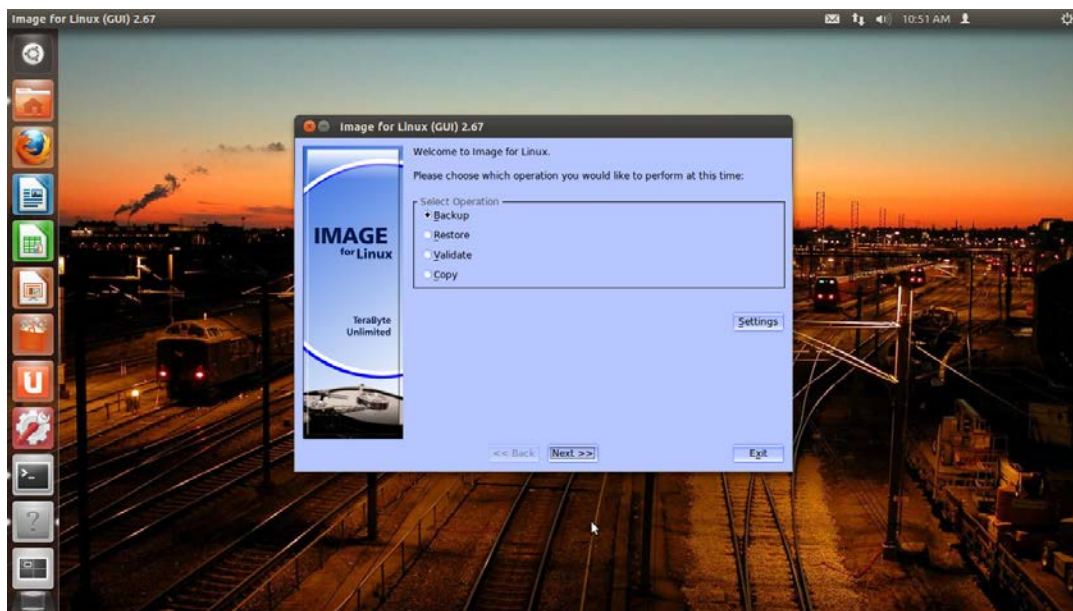 Image for Linux (GUI) 2.67
10:51 AM
Image for Linux (GUI) 2.67
Welcome to Image for Linux.
Please choose which operation you would like to perform at this time:
Select Operation
Backup
Restore
Validate
Copy
IMAGE
for Linux
TeraByte
Unlimited
Settings
<< Back
Next >>
Exit